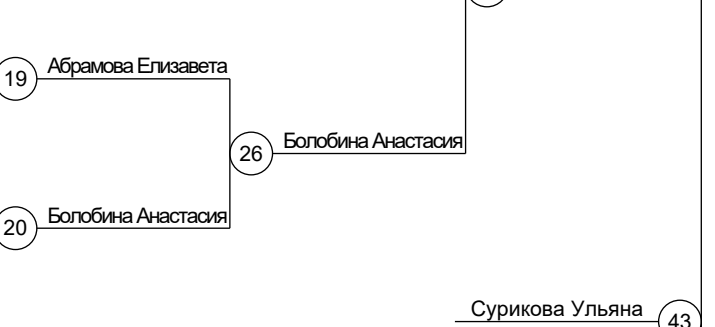 19 Абрамова Елизавета
26 Болобина Анастасия
20 Болобина Анастасия
Сурикова Ульяна 43